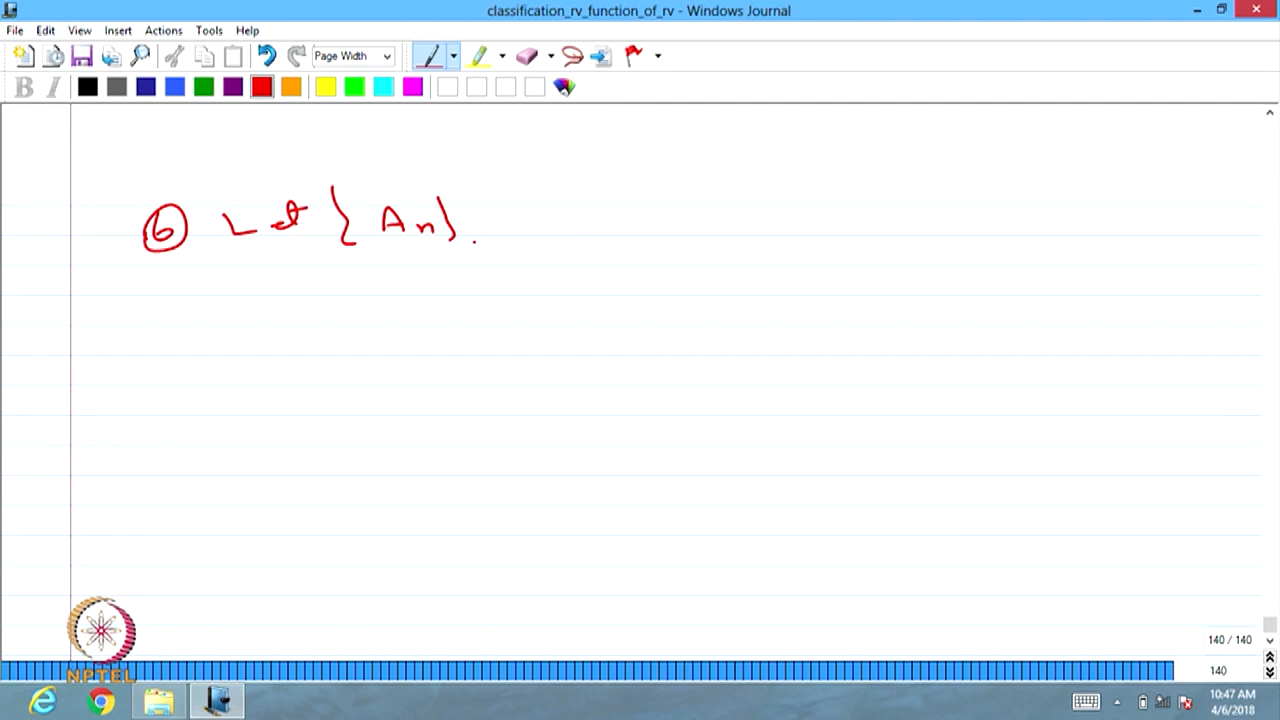 classification_rv_function_of_rv - Windows Journal
File Edit View Insert Actions Tools Help
Page Width
B I
⑥ Let {An}
140 / 140
140
NPTEL
10:47 AM
4/6/2018